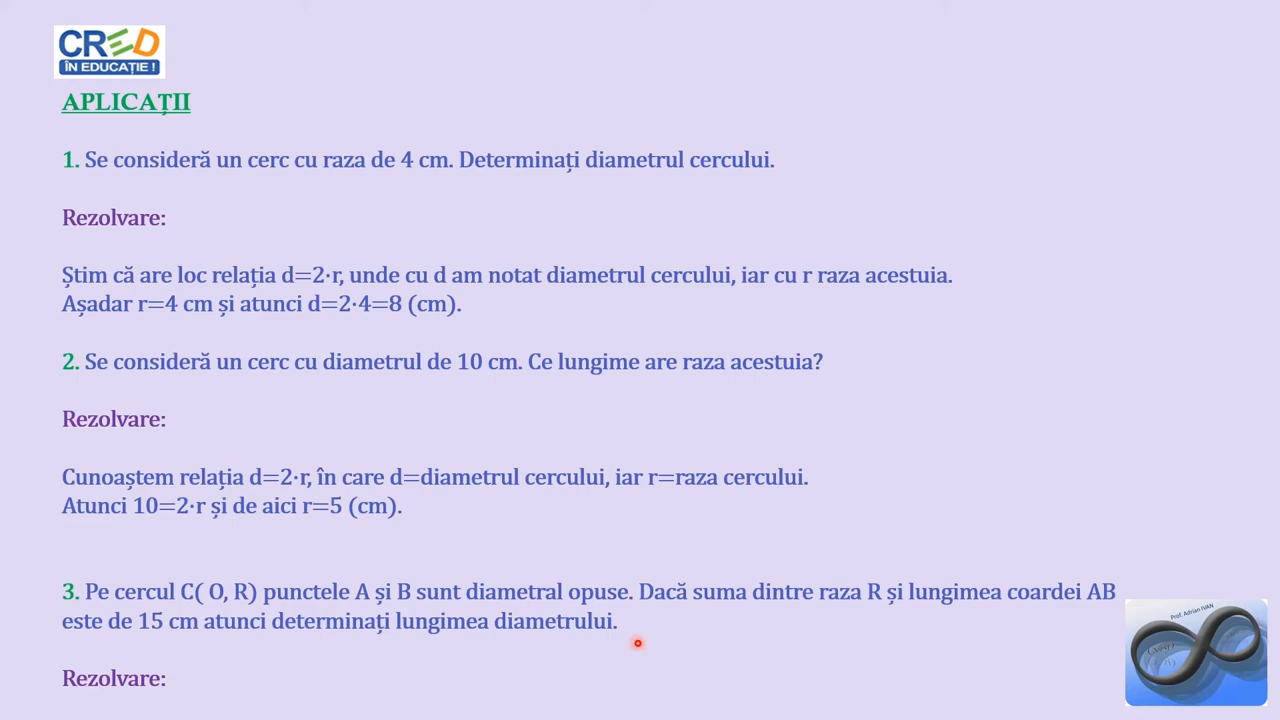 CRED
ÎN EDUCAȚIE !
APLICAȚII
1. Se consideră un cerc cu raza de 4 cm. Determinați diametrul cercului.
Rezolvare:
Știm că are loc relația d=2·r, unde cu d am notat diametrul cercului, iar cu r raza acestuia.
Așadar r=4 cm și atunci d=2·4=8 (cm).
2. Se consideră un cerc cu diametrul de 10 cm. Ce lungime are raza acestuia?
Rezolvare:
Cunoaștem relația d=2·r, în care d=diametrul cercului, iar r=raza cercului.
Atunci 10=2·r și de aici r=5 (cm).
3. Pe cercul C( O, R) punctele A și B sunt diametral opuse. Dacă suma dintre raza R și lungimea coardei AB
este de 15 cm atunci determinați lungimea diametrului.
Rezolvare:
Prof. Adrian IVAN